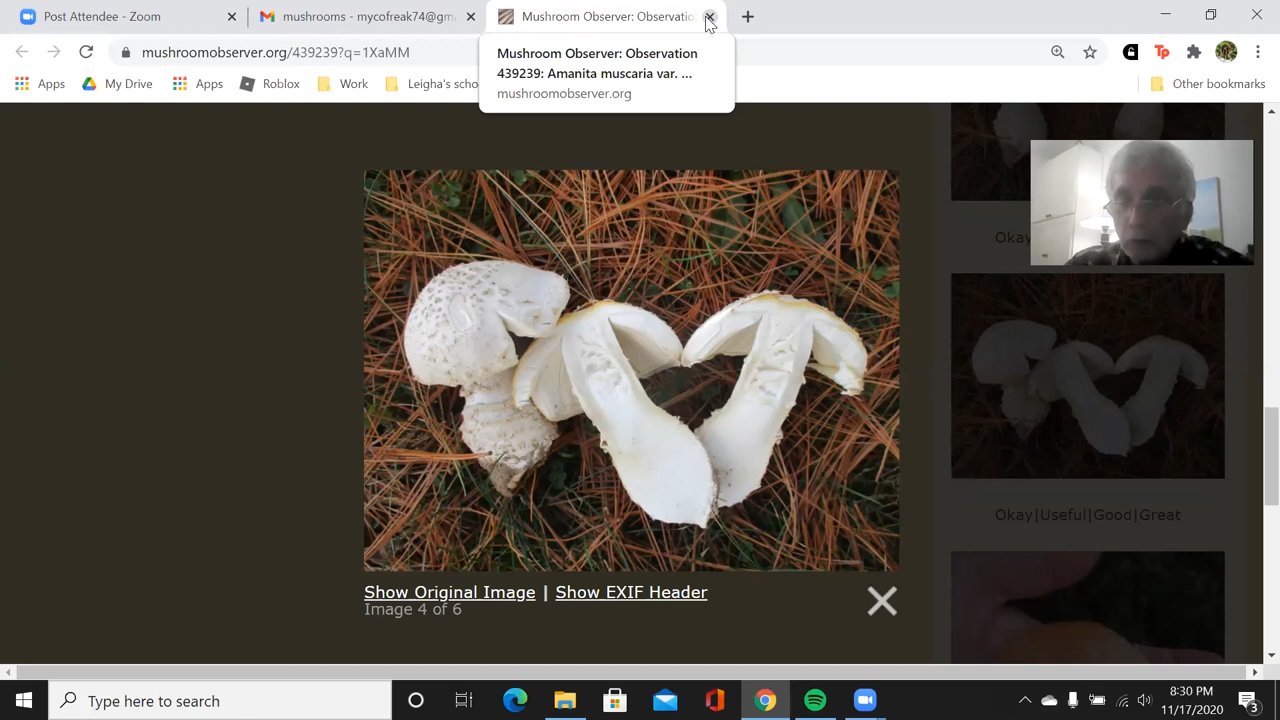 Post Attendee - Zoom
mushrooms - mycofreak74@gm
Mushroom Observer: Observatio
mushroomobserver.org/439239?q=1XaMM
Apps
My Drive
Apps
Roblox
Work
Leigha's scho
Other bookmarks
Mushroom Observer: Observation
439239: Amanita muscaria var. ...
mushroomobserver.org
Okay
Okay|Useful|Good|Great
Show Original Image | Show EXIF Header
Image 4 of 6
Type here to search
8:30 PM
11/17/2020
3